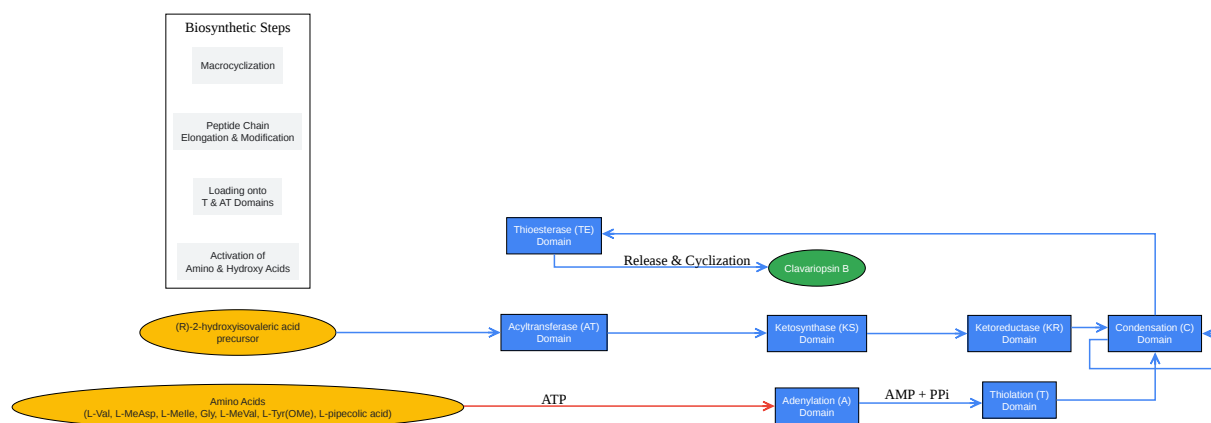 Biosynthetic Steps
Macrocyclization
Peptide Chain
Elongation & Modification
Loading onto
T & AT Domains
Activation of
Amino & Hydroxy Acids
Thioesterase (TE)
Domain
Release & Cyclization
Clavariopsin B
(R)-2-hydroxyisovaleric acid
precursor
Acyltransferase (AT)
Domain
Ketosynthase (KS)
Domain
Ketoreductase (KR)
Domain
Condensation (C)
Domain
Amino Acids
(L-Val, L-MeAsp, L-MeIle, Gly, L-MeVal, L-Tyr(OMe), L-pipecolic acid)
ATP
Adenylation (A)
Domain
AMP + PPi
Thiolation (T)
Domain